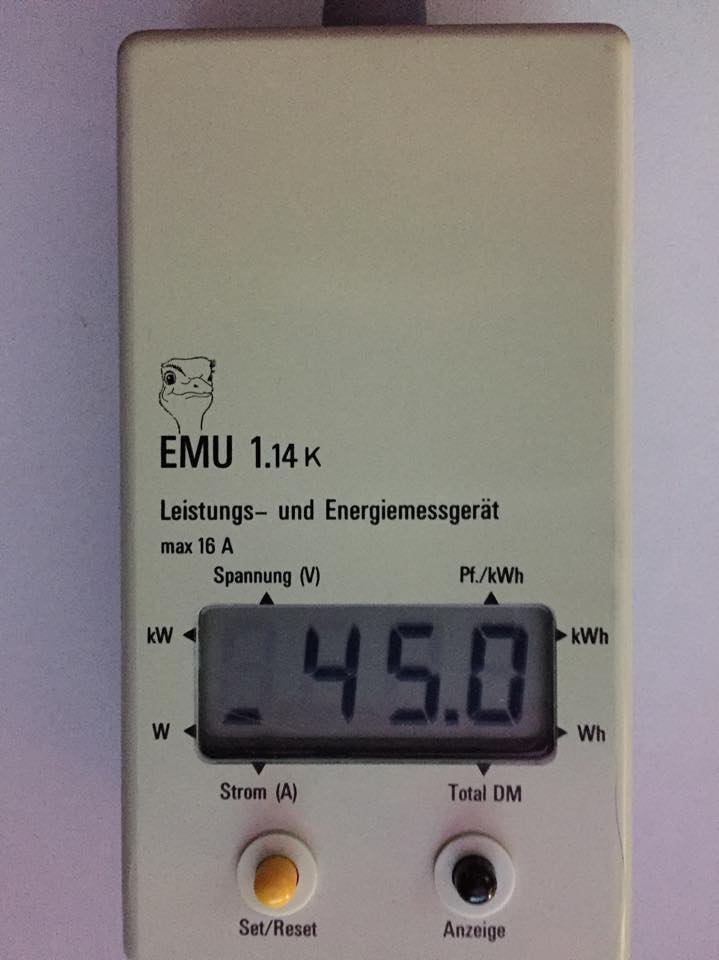 EMU 1.14 K
Leistungs- und Energiemessgerät
max 16 A
Spannung (V) Pf./kWh
kW kWh
45.0
W Wh
Strom (A) Total DM
Set/Reset Anzeige